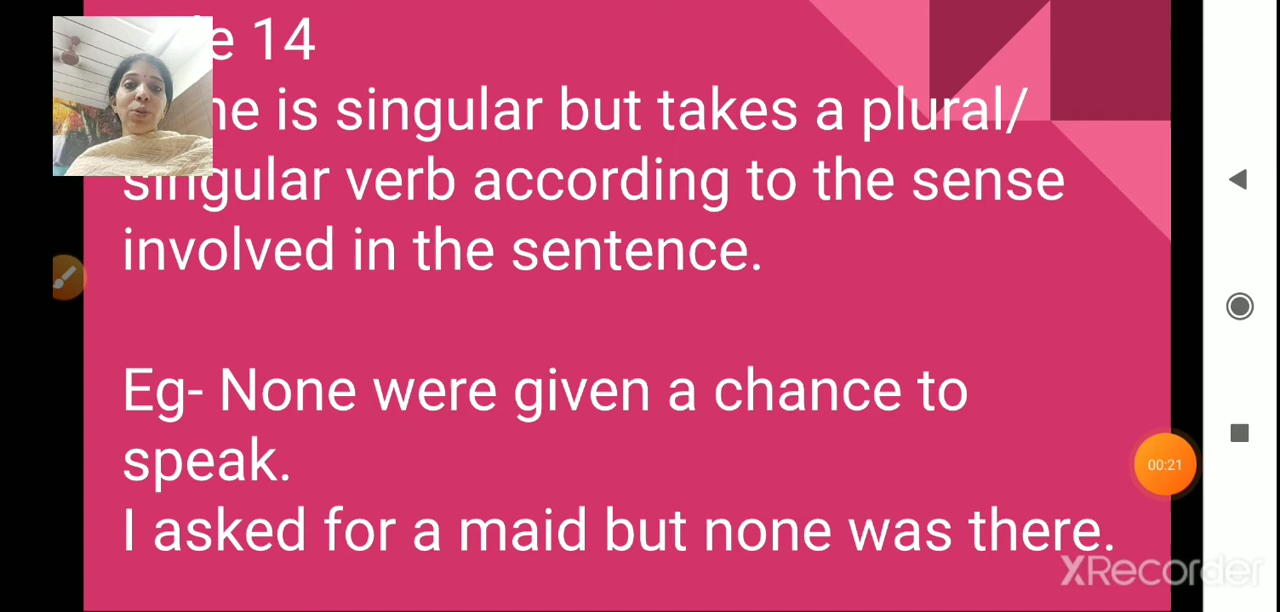 e 14
ne is singular but takes a plural/
singular verb according to the sense
involved in the sentence.
Eg- None were given a chance to
speak.
I asked for a maid but none was there.
00:21
XRecorder